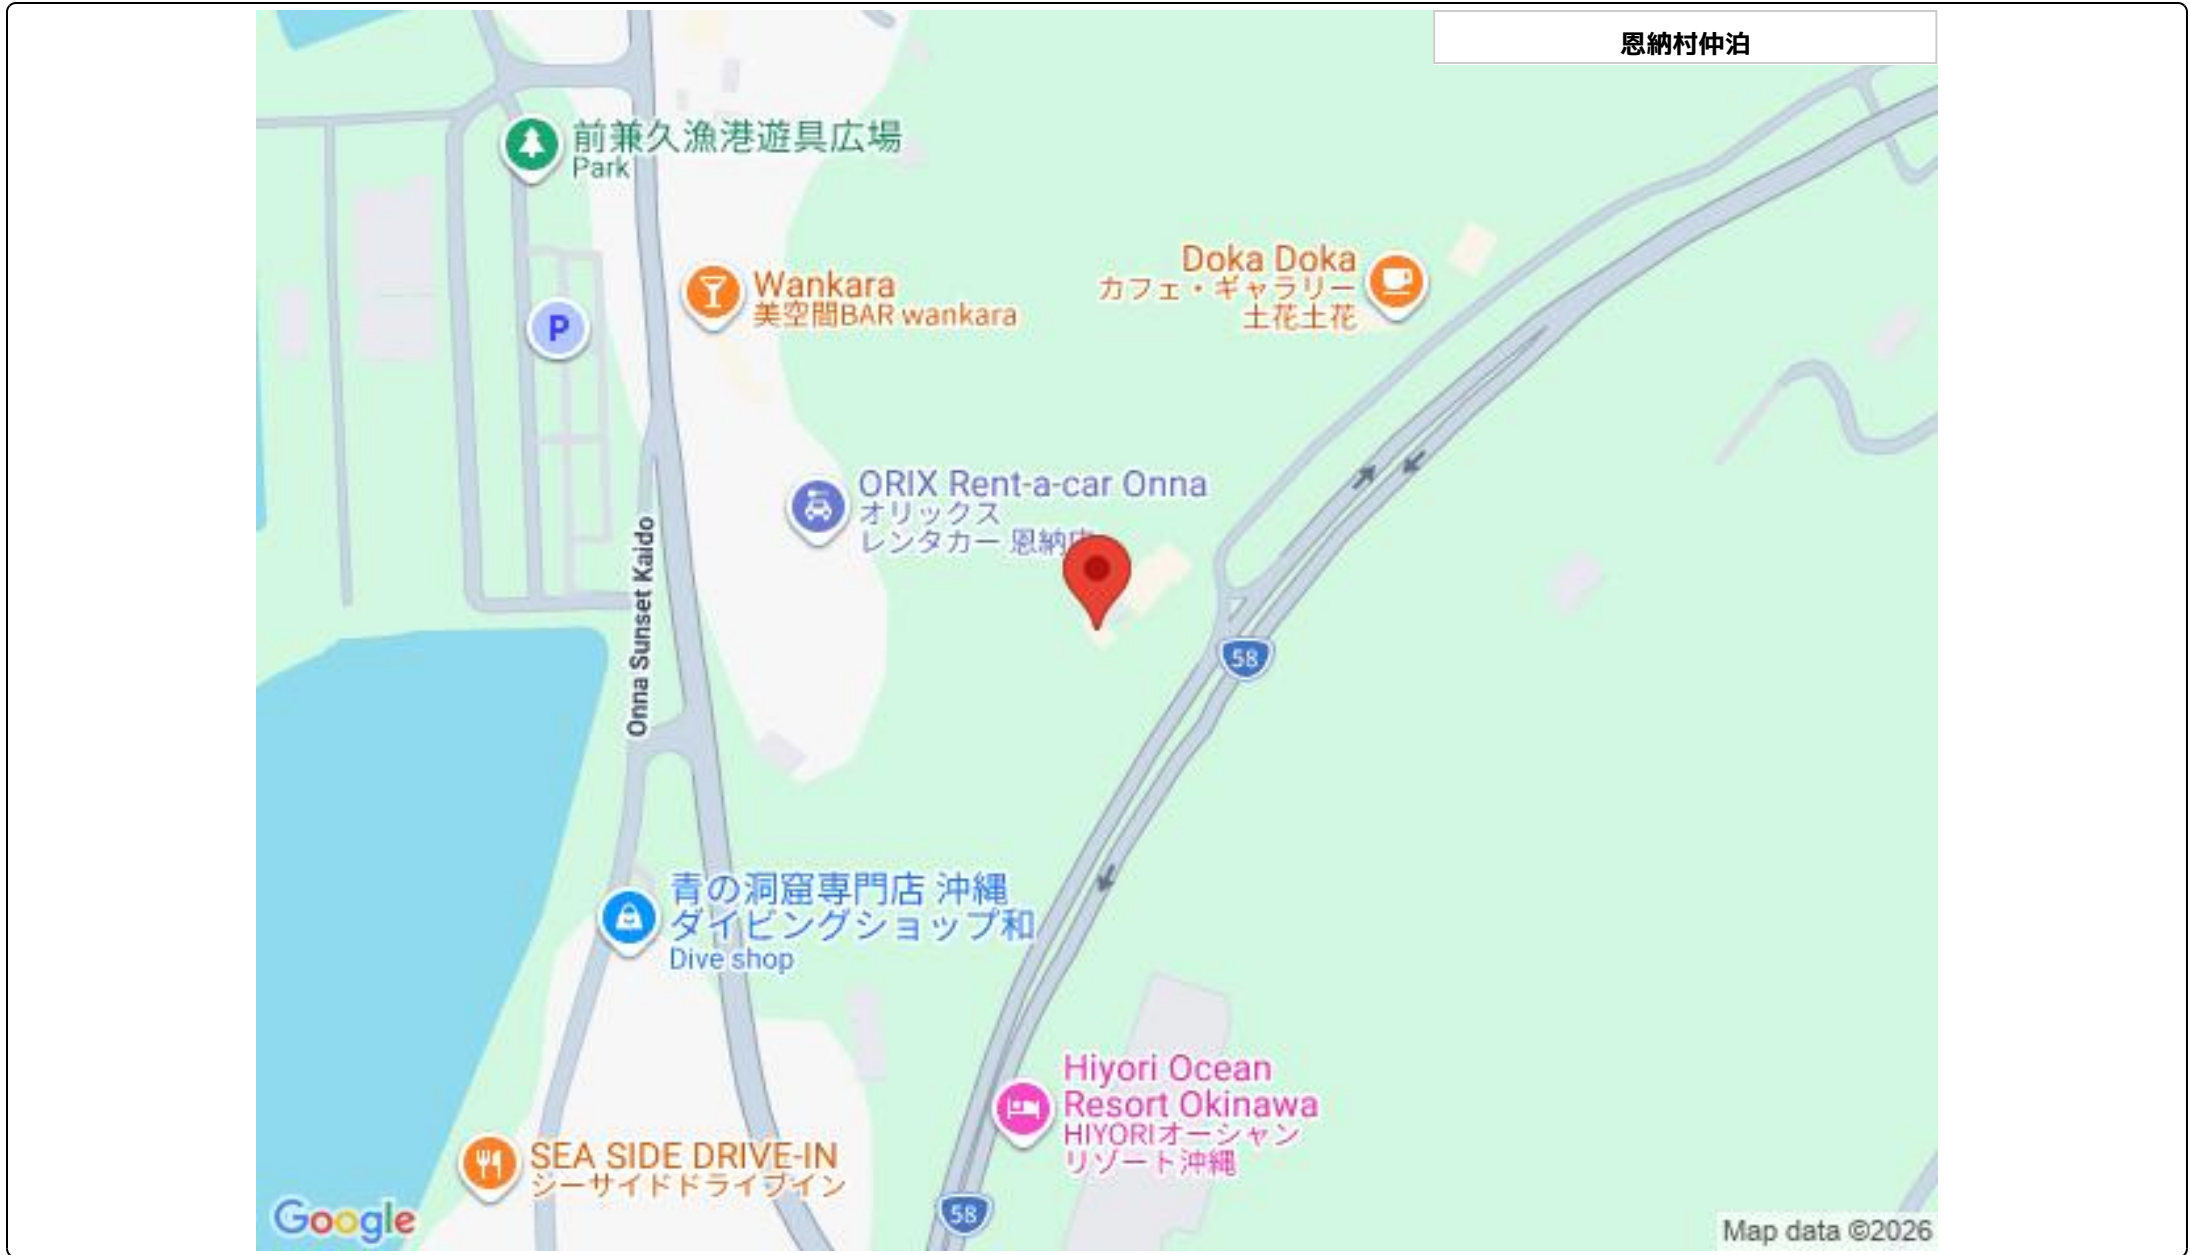 恩納村仲泊
前兼久漁港遊具広場
Park
Doka Doka
カフェ・ギャラリー
土花土花
Wankara
美空間BAR wankara
P
ORIX Rent-a-car Onna
オリックス
レンタカー 恩納店
Onna Sunset Kaido
58
青の洞窟専門店 沖縄
ダイビングショップ和
Dive shop
Hiyori Ocean
Resort Okinawa
HIYORIオーシャン
リゾート沖縄
SEA SIDE DRIVE-IN
シーサイドドライブイン
58
Google
Map data ©2026